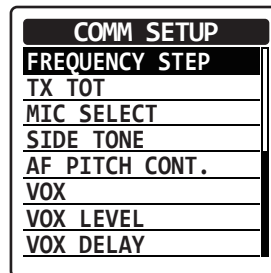 COMM SETUP
FREQUENCY STEP
TX TOT
MIC SELECT
SIDE TONE
AF PITCH CONT.
VOX
VOX LEVEL
VOX DELAY